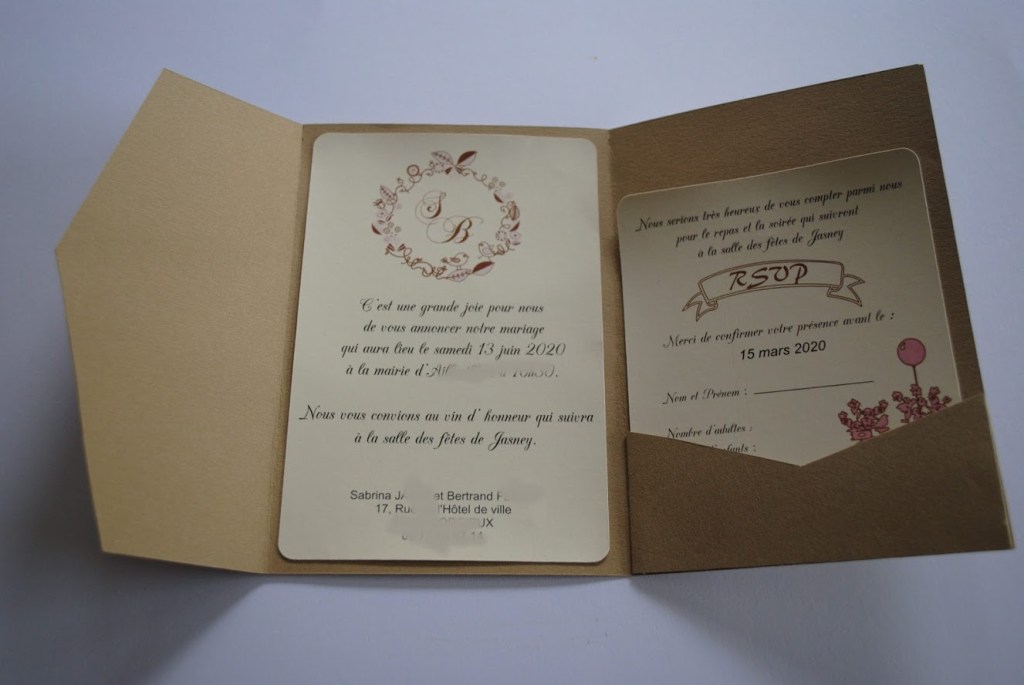 S
B
C'est une grande joie pour nous
de vous annoncer notre mariage
qui aura lieu le samedi 13 juin 2020
à la mairie d'
Nous vous convions au vin d' honneur qui suivra
à la salle des fêtes de Jasney.
Sabrina et Bertrand
17, l'Hôtel de ville
Nous serions très heureux de vous compter parmi nous
pour le repas et la soirée qui suivront
à la salle des fêtes de Jasney
RSVP
Merci de confirmer votre présence avant le :
15 mars 2020
Nom et Prénom :
Nombre d'adultes :